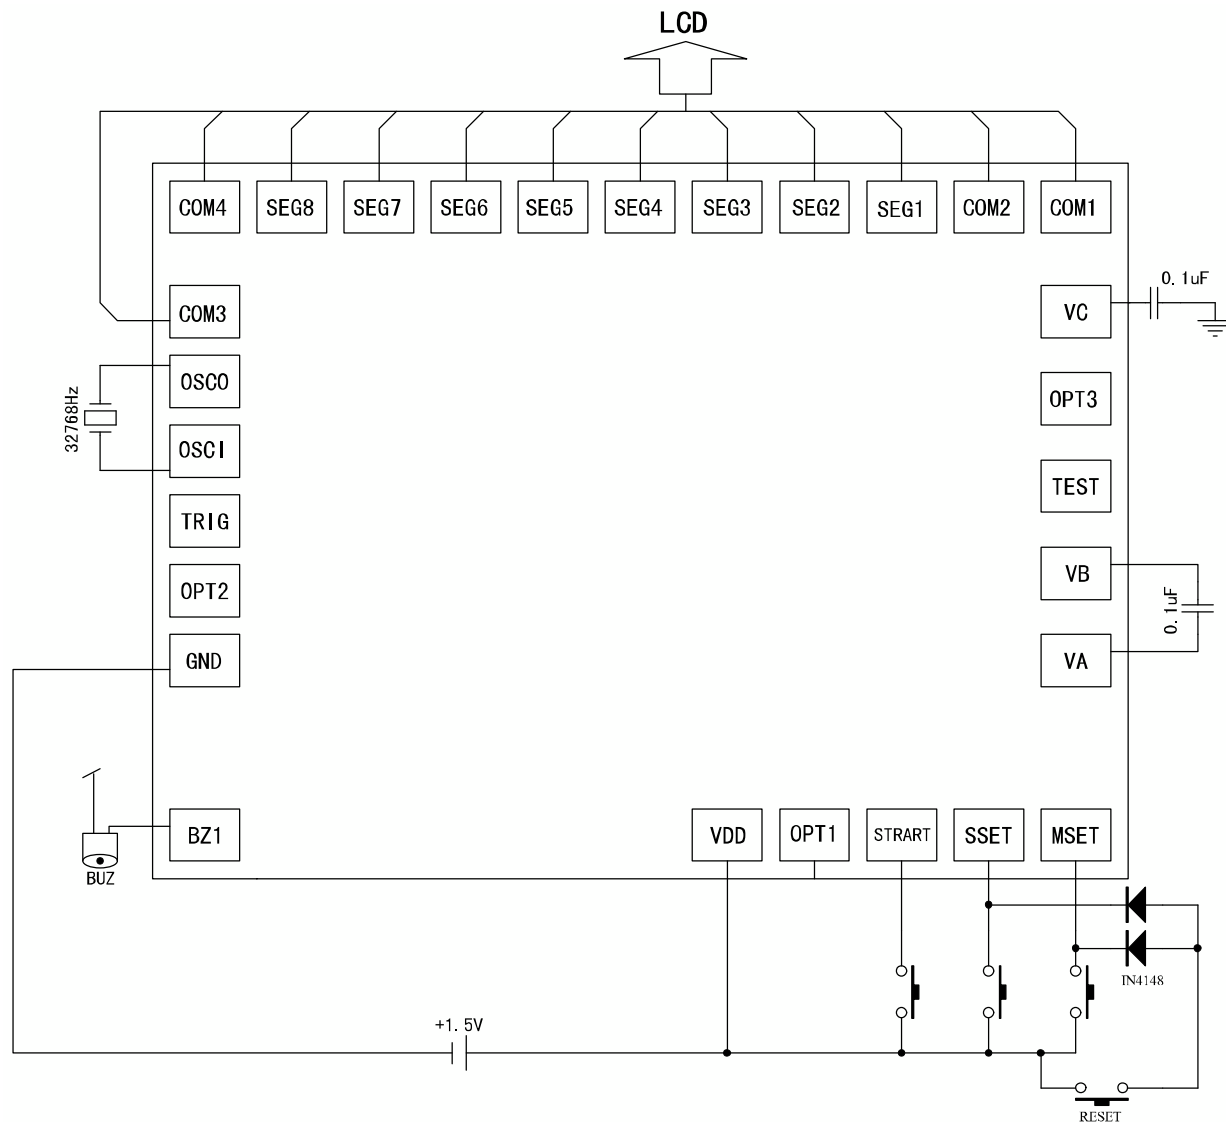 LCD
COM4 SEG8 SEG7 SEG6 SEG5 SEG4 SEG3 SEG2 SEG1 COM2 COM1
0.1uF
COM3
VC
OSCO
OPT3
32768Hz
OSCI
TEST
TRIG
VB
OPT2
0.1uF
GND
VA
BZ1
VDD OPT1 STRART SSET MSET
BUZ
IN4148
+1.5V
RESET